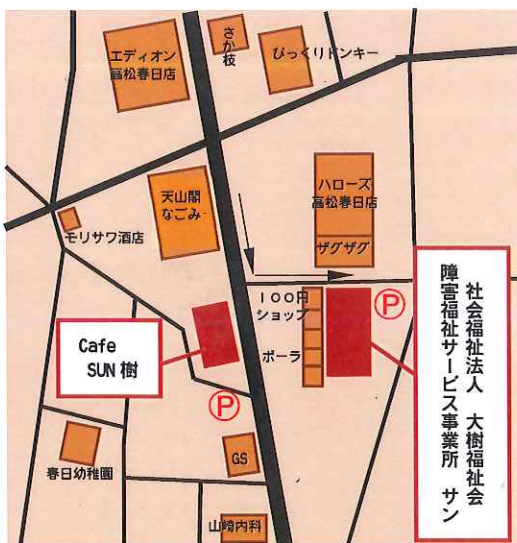 エディオン
高松春日店
さか枝
びっくりドンキー
天山閣
なごみ
ハローズ
高松春日店
ザグザグ
モリサワ酒店
100円
ショップ
ポーラ
P
Cafe
SUN樹
P
社会福祉法人 大樹福祉会
障害福祉サービス事業所 サン
春日幼稚園
GS
山崎内科